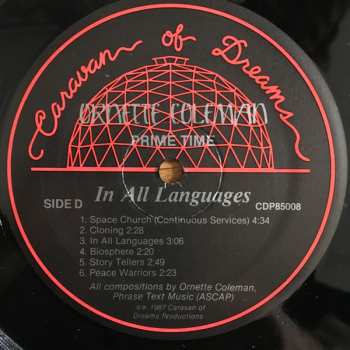 Caravan of Dreams
ORNETTE COLEMAN
PRIME TIME
In All Languages
SIDE D
CDP85008
1. Space Church (Continuous Services) 4:34
2. Cloning 2:28
3. In All Languages 3:06
4. Biosphere 2:20
5. Story Tellers 2:49
6. Peace Warriors 2:23
All compositions by Ornette Coleman,
Phrase Text Music (ASCAP)
1987 Caravan of
Dreams Productions